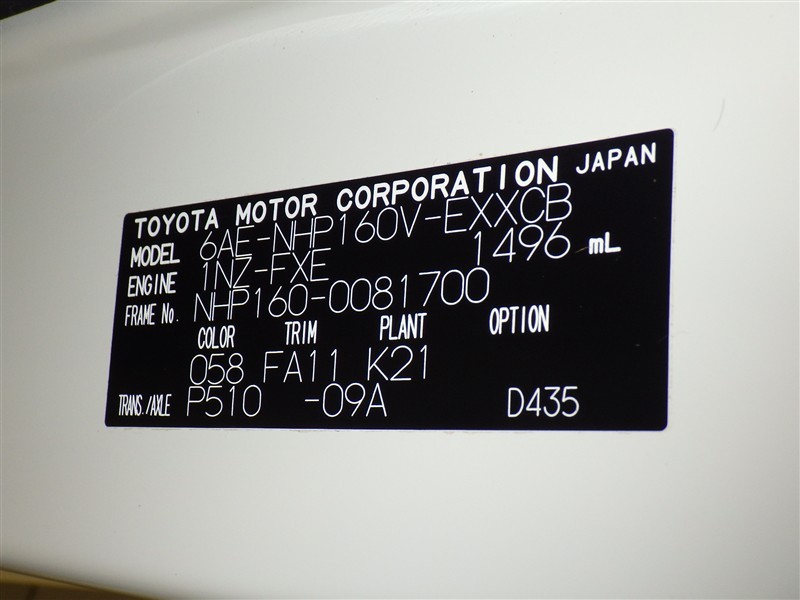 TOYOTA MOTOR CORPORATION JAPAN
MODEL 6AE-NHP160V-EXXCB
ENGINE 1NZ-FXE 1496 mL
FRAME No. NHP160-0081700
COLOR TRIM PLANT OPTION
058 FA11 K21
TRANS./AXLE P510 -09A D435